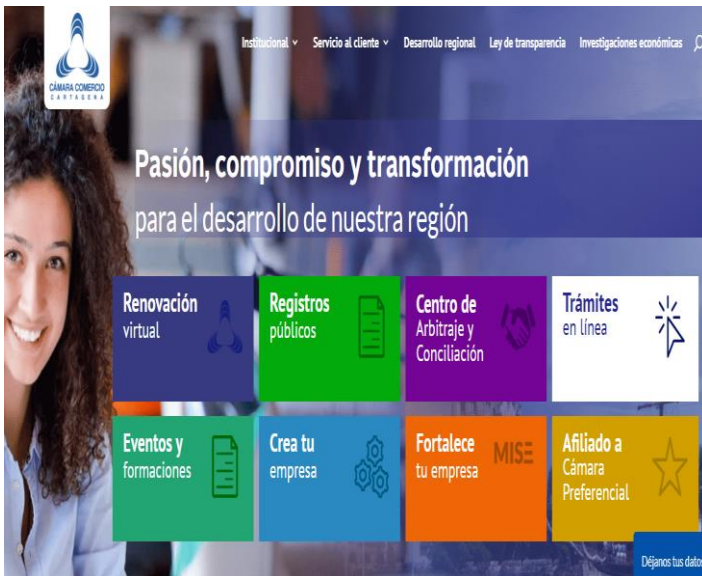 Institucional
Servicio al cliente
Desarrollo regional
Ley de transparencia
Investigaciones económicas
CÁMARA COMERCIO
CARTAGENA
Pasión, compromiso y transformación
para el desarrollo de nuestra región
Renovación
virtual
Registros
públicos
Centro de
Arbitraje y
Conciliación
Trámites
en línea
Eventos y
formaciones
Crea tu
empresa
Fortalece
tu empresa
MISE
Afiliado a
Cámara
Preferencial
Déjanos tus datos